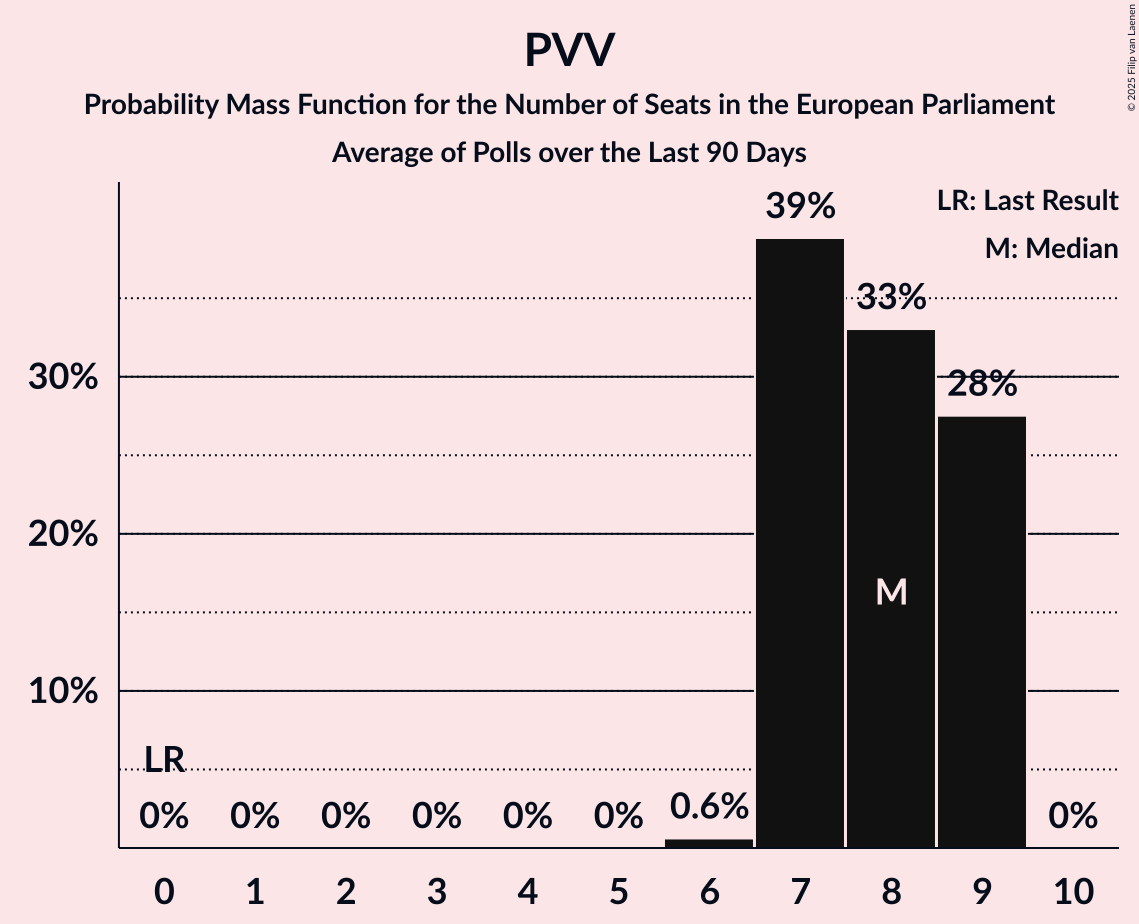 PVV
Probability Mass Function for the Number of Seats in the European Parliament
Average of Polls over the Last 90 Days
© 2025 Filip van Laenen
LR: Last Result
M: Median
39%
33%
28%
30%
20%
10%
M
LR
0%
0%
0%
0%
0%
0%
0.6%
0%
0 1 2 3 4 5 6 7 8 9 10